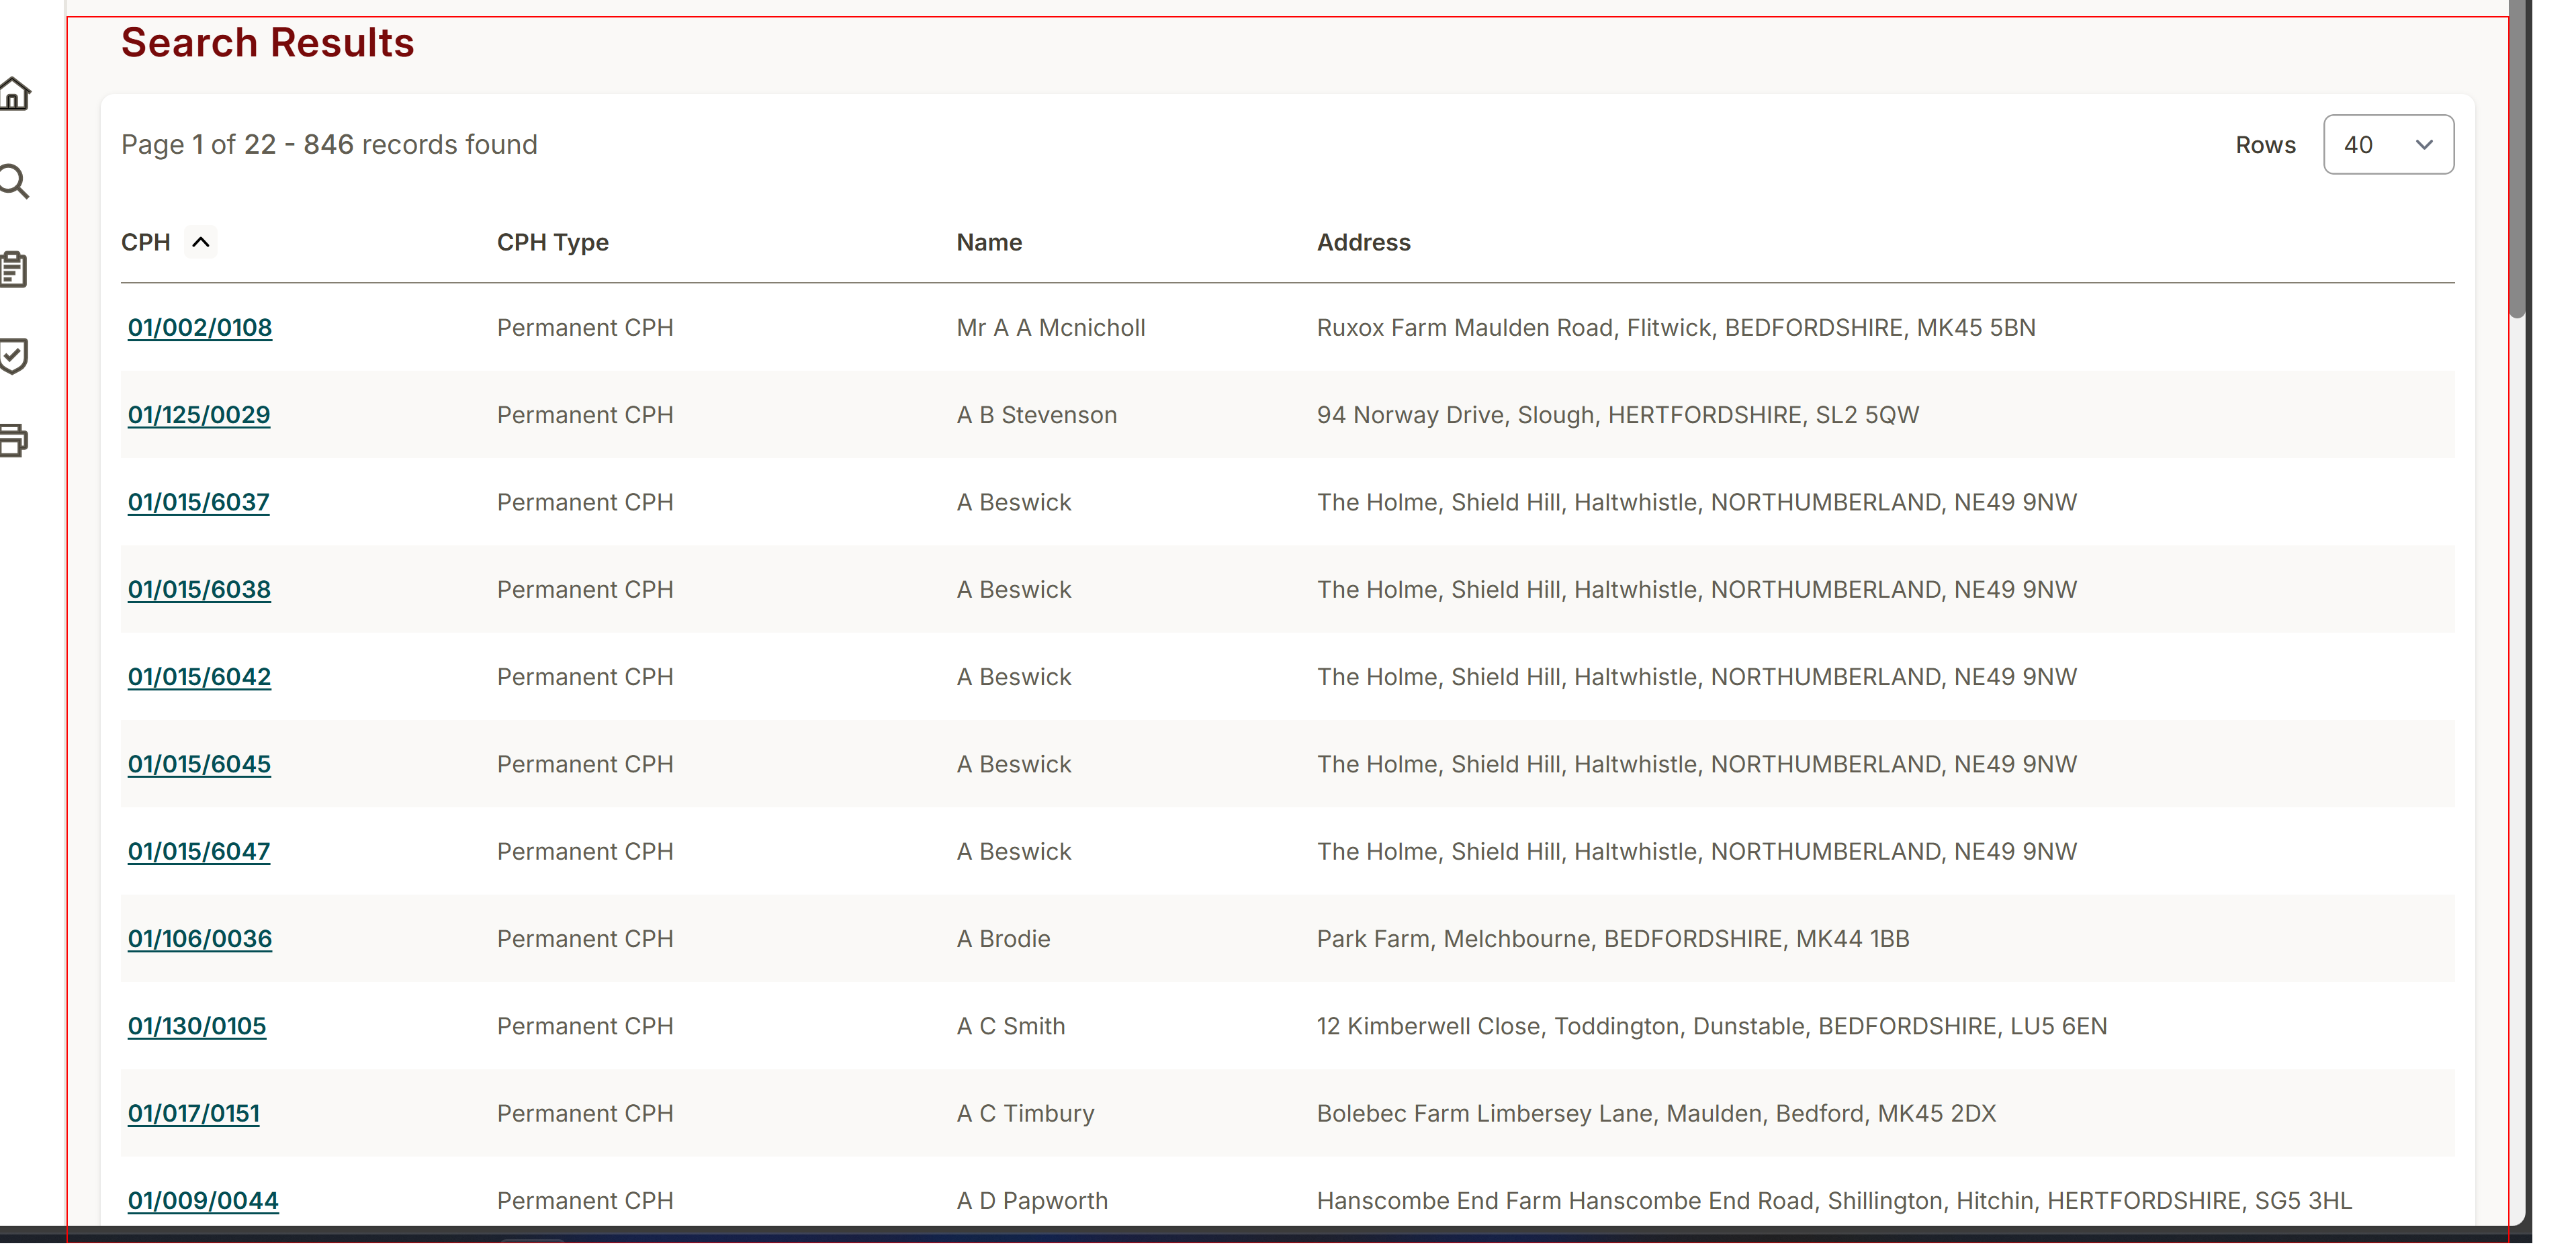 Search Results
Page 1 of 22 - 846 records found Rows 40
CPH CPH Type Name Address
01/002/0108 Permanent CPH Mr A A Mcnicholl Ruxox Farm Maulden Road, Flitwick, BEDFORDSHIRE, MK45 5BN
01/125/0029 Permanent CPH A B Stevenson 94 Norway Drive, Slough, HERTFORDSHIRE, SL2 5QW
01/015/6037 Permanent CPH A Beswick The Holme, Shield Hill, Haltwhistle, NORTHUMBERLAND, NE49 9NW
01/015/6038 Permanent CPH A Beswick The Holme, Shield Hill, Haltwhistle, NORTHUMBERLAND, NE49 9NW
01/015/6042 Permanent CPH A Beswick The Holme, Shield Hill, Haltwhistle, NORTHUMBERLAND, NE49 9NW
01/015/6045 Permanent CPH A Beswick The Holme, Shield Hill, Haltwhistle, NORTHUMBERLAND, NE49 9NW
01/015/6047 Permanent CPH A Beswick The Holme, Shield Hill, Haltwhistle, NORTHUMBERLAND, NE49 9NW
01/106/0036 Permanent CPH A Brodie Park Farm, Melchbourne, BEDFORDSHIRE, MK44 1BB
01/130/0105 Permanent CPH A C Smith 12 Kimberwell Close, Toddington, Dunstable, BEDFORDSHIRE, LU5 6EN
01/017/0151 Permanent CPH A C Timbury Bolebec Farm Limbersey Lane, Maulden, Bedford, MK45 2DX
01/009/0044 Permanent CPH A D Papworth Hanscombe End Farm Hanscombe End Road, Shillington, Hitchin, HERTFORDSHIRE, SG5 3HL